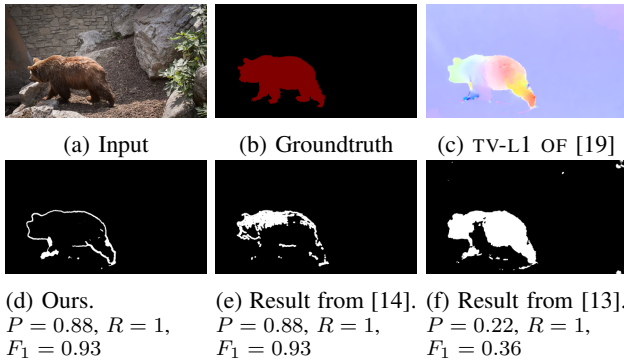 (a) Input
(b) Groundtruth
(c) TV-L1 OF [19]
(d) Ours.
P = 0.88, R = 1,
F₁ = 0.93
(e) Result from [14].
P = 0.88, R = 1,
F₁ = 0.93
(f) Result from [13].
P = 0.22, R = 1,
F₁ = 0.36